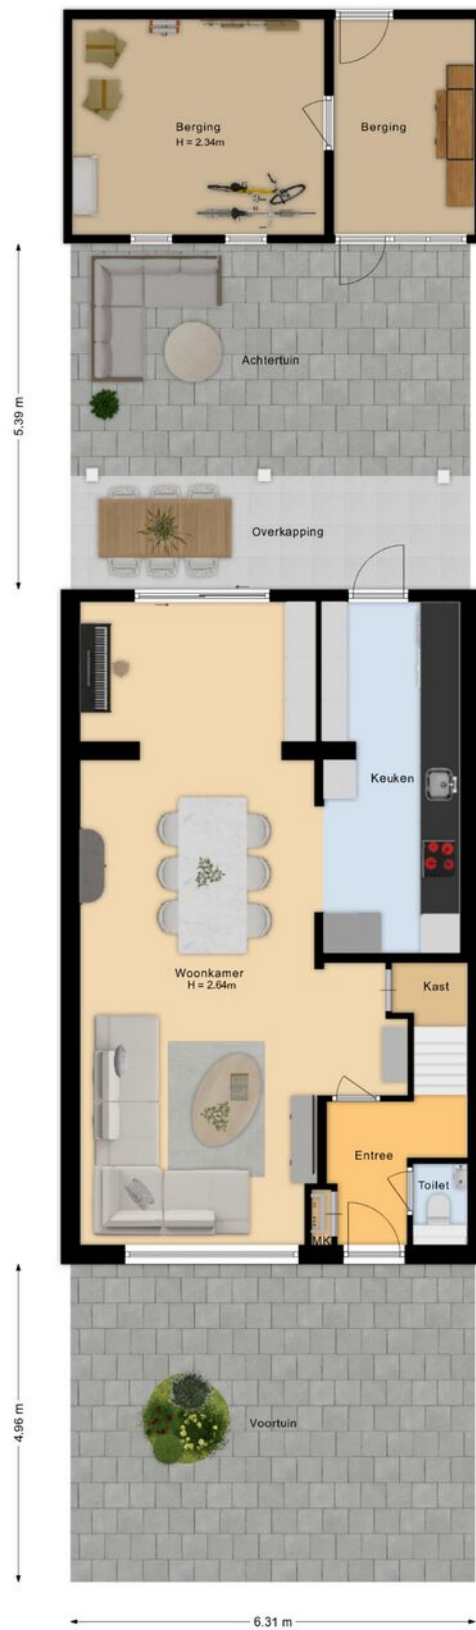 Berging
H = 2.34m
Berging
Achtertuin
5.39 m
Overkapping
Keuken
Woonkamer
H = 2.64m
Kast
Entree
Toilet
MK
Voortuin
4.96 m
6.31 m